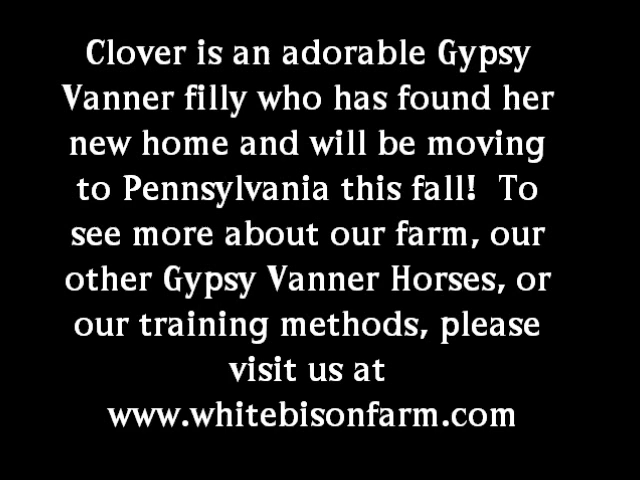 Clover is an adorable Gypsy
Vanner filly who has found her
new home and will be moving
to Pennsylvania this fall!  To
see more about our farm, our
other Gypsy Vanner Horses, or
our training methods, please
visit us at
www.whitebisonfarm.com